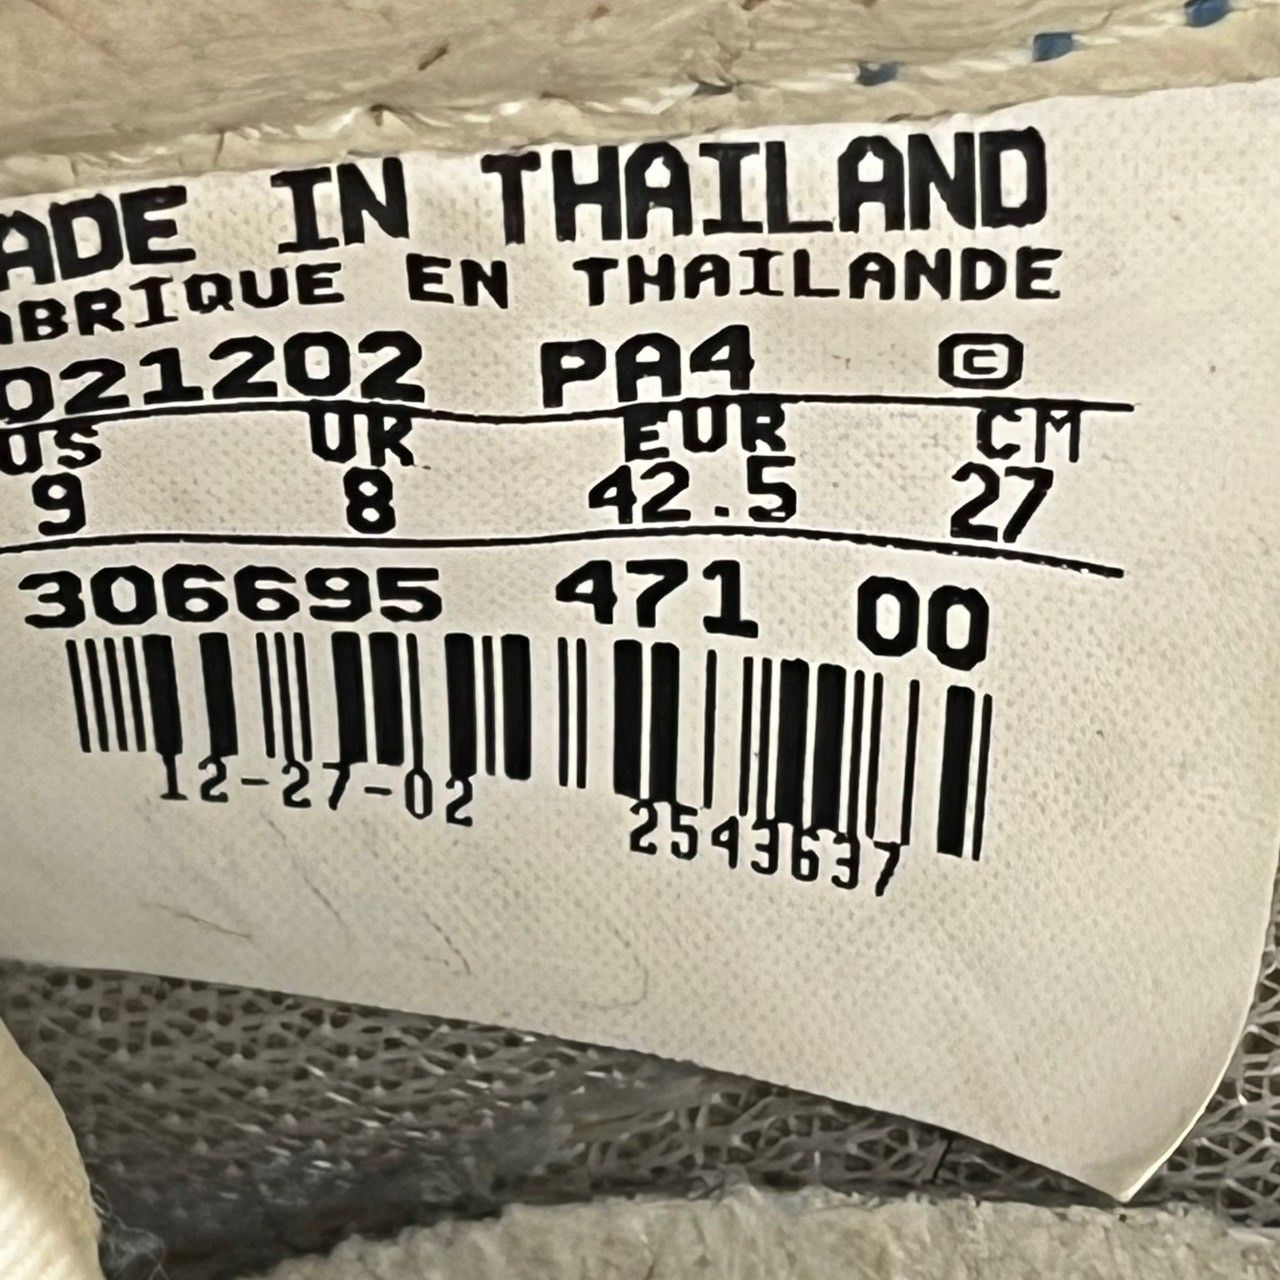 ADE IN THAILAND
ABRIQUE EN THAILANDE
021202 PA4 ©
US UK EUR CM
9 8 42.5 27
306695 471 00
12-27-02
2543637